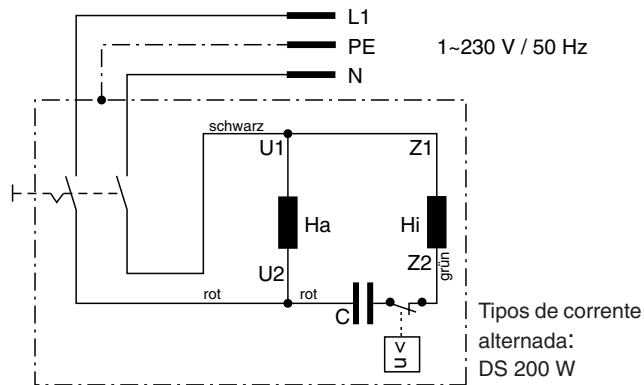 L1
PE
1~230 V / 50 Hz
N
schwarz
U1
Z1
Ha
Hi
U2
Z2
grün
rot
rot
C
n <
Tipos de corrente
alternada:
DS 200 W